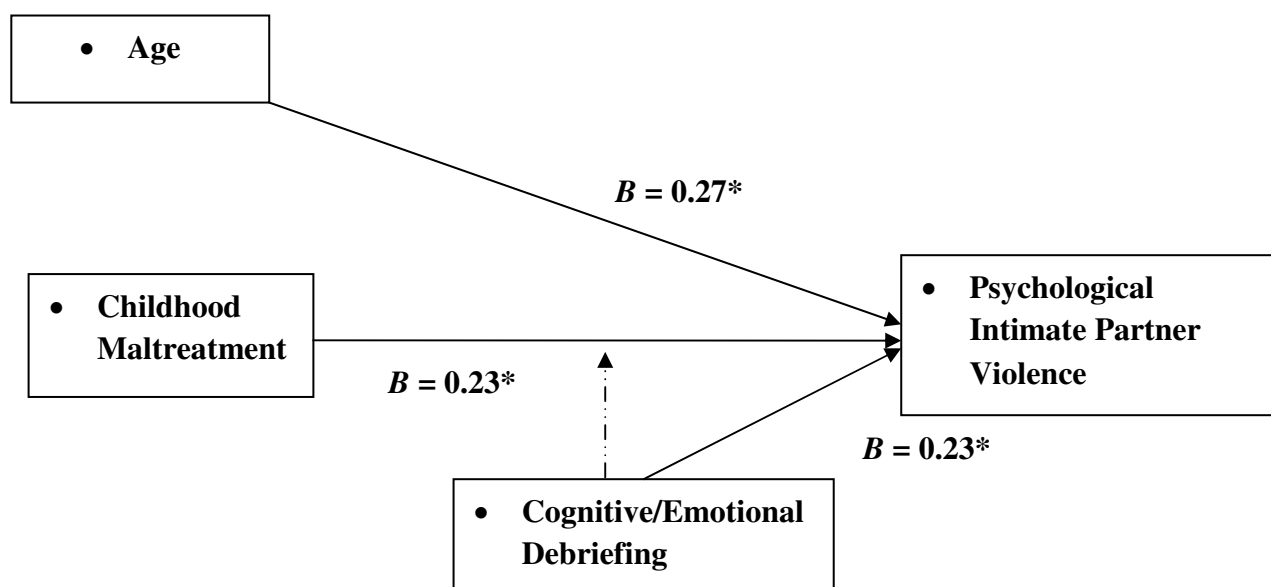 • Age
B = 0.27*
• Childhood
Maltreatment
B = 0.23*
• Psychological
Intimate Partner
Violence
B = 0.23*
• Cognitive/Emotional
Debriefing